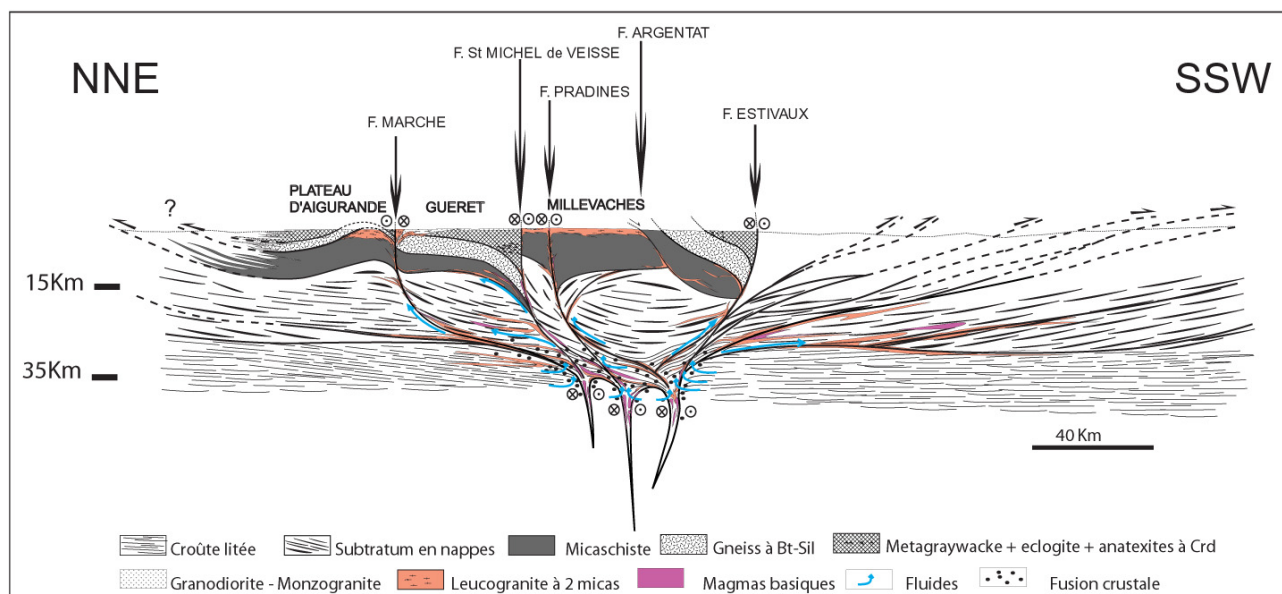 F. ARGENTAT
NNE
F. St MICHEL de VEISSE
SSW
F. PRADINES
F. MARCHE
F. ESTIVAUX
?
PLATEAU
D'AIGURANDE
GUERET
MILLEVACHES
15Km
35Km
40 Km
Croûte litée
Subtratum en nappes
Micaschiste
Gneiss à Bt-Sil
Metagraywacke + eclogite + anatexites à Crd
Granodiorite - Monzogranite
Leucogranite à 2 micas
Magmas basiques
Fluides
Fusion crustale